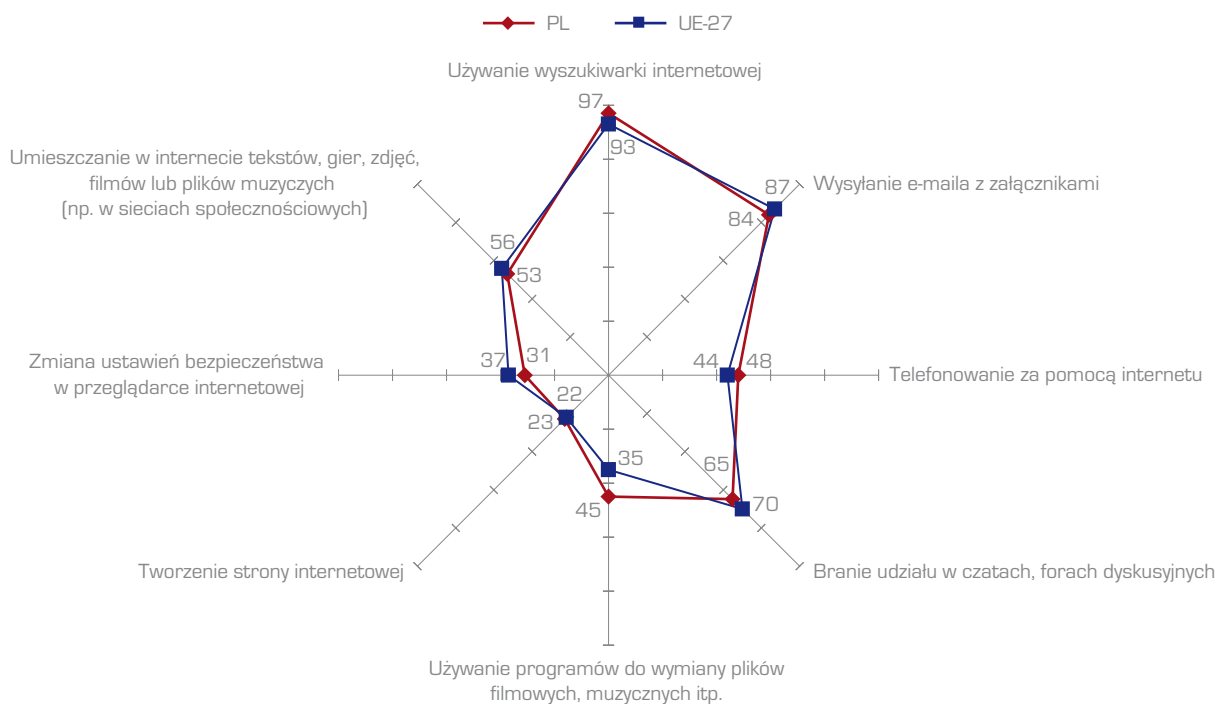 PL UE-27
Używanie wyszukiwarki internetowej
97
93
Umieszczanie w internecie tekstów, gier, zdjęć,
filmów lub plików muzycznych
(np. w sieciach społecznościowych)
87 Wysyłanie e-maila z załącznikami
84
56
53
Zmiana ustawień bezpieczeństwa
w przeglądarce internetowej
37 31
44 48
Telefonowanie za pomocą internetu
22
23
35
45
65
70
Tworzenie strony internetowej
Branie udziału w czatach, forach dyskusyjnych
Używanie programów do wymiany plików
filmowych, muzycznych itp.